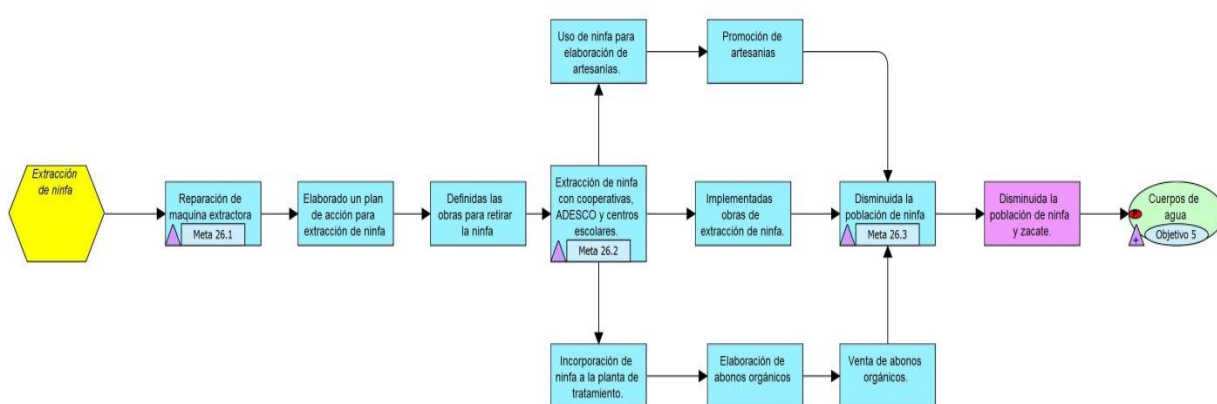 Extracción
de ninfa
Reparación de
maquina extractora
Meta 26.1
Elaborado un plan
de acción para
extracción de ninfa
Definidas las
obras para retirar
la ninfa
Uso de ninfa para
elaboración de
artesanías.
Promoción de
artesanias
Extracción de ninfa
con cooperativas,
ADESCO y centros
escolares.
Meta 26.2
Implementadas
obras de
extracción de ninfa.
Disminuida la
población de ninfa
Meta 26.3
Disminuida la
población de ninfa
y zacate.
Cuerpos de
agua
Objetivo 5
Incorporación de
ninfa a la planta de
tratamiento.
Elaboración de
abonos orgánicos
Venta de abonos
orgánicos.